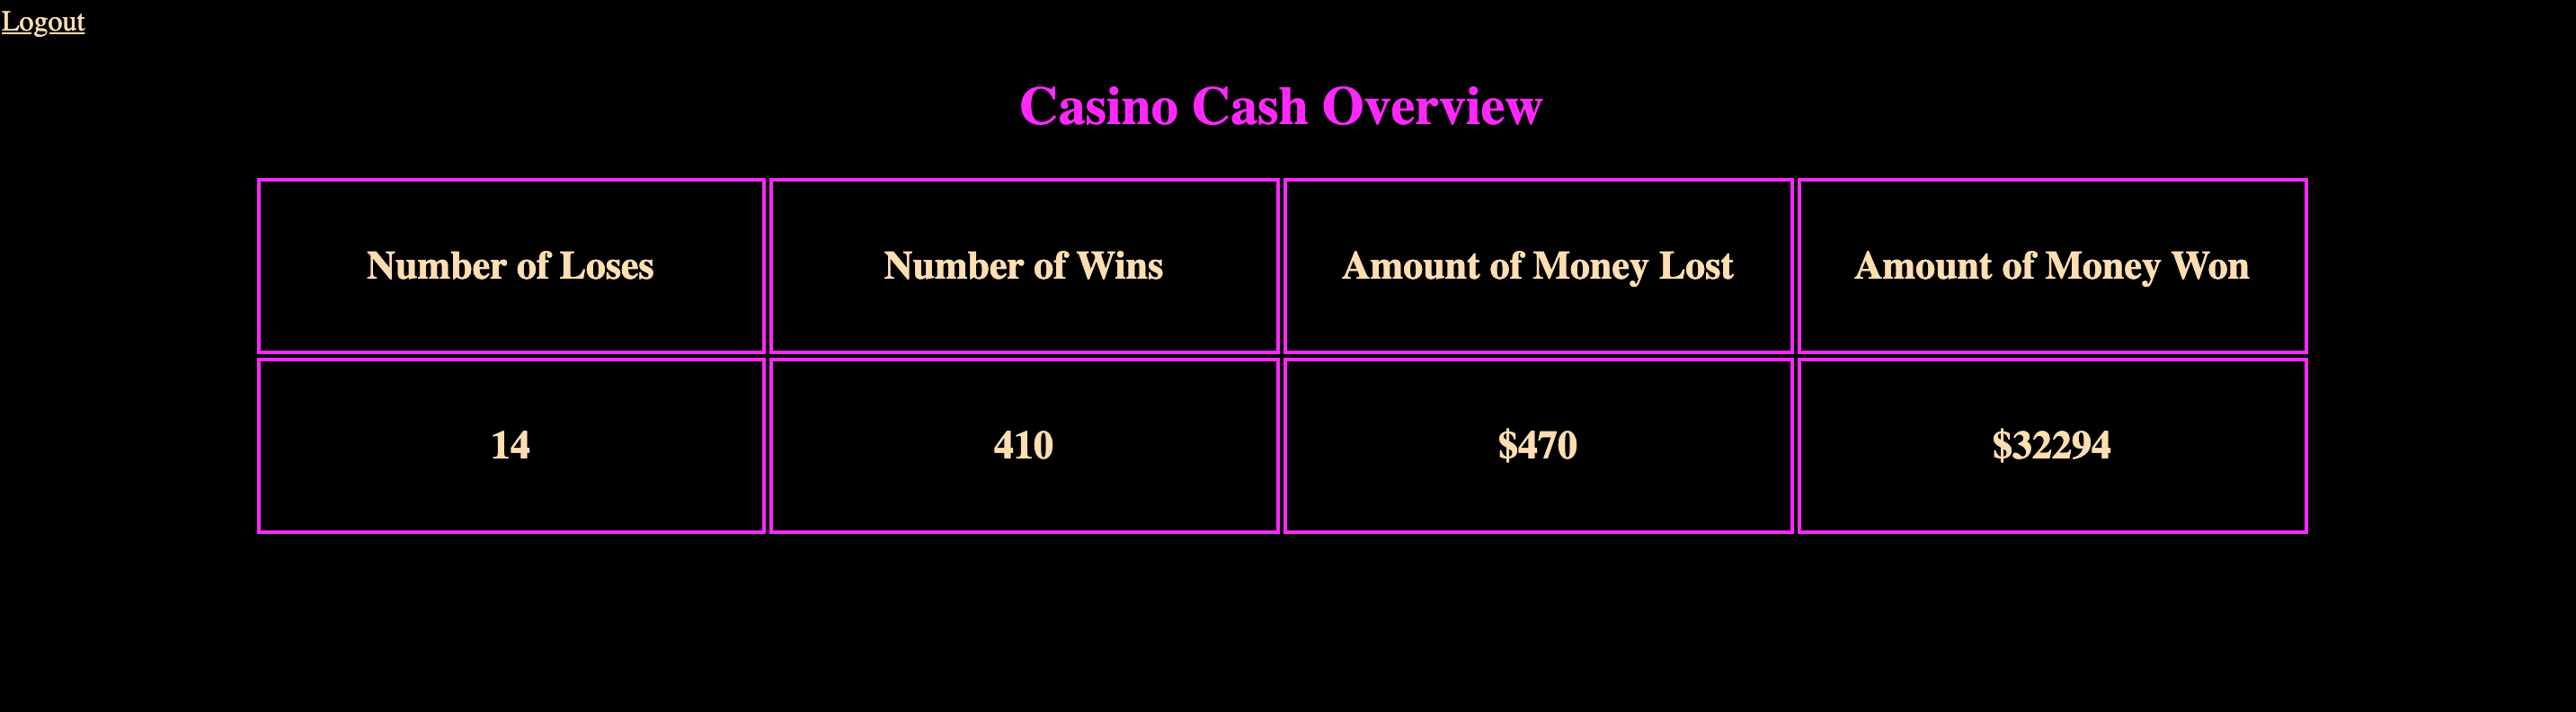 Logout
Casino Cash Overview
Number of Loses Number of Wins Amount of Money Lost Amount of Money Won
14 410 $470 $32294